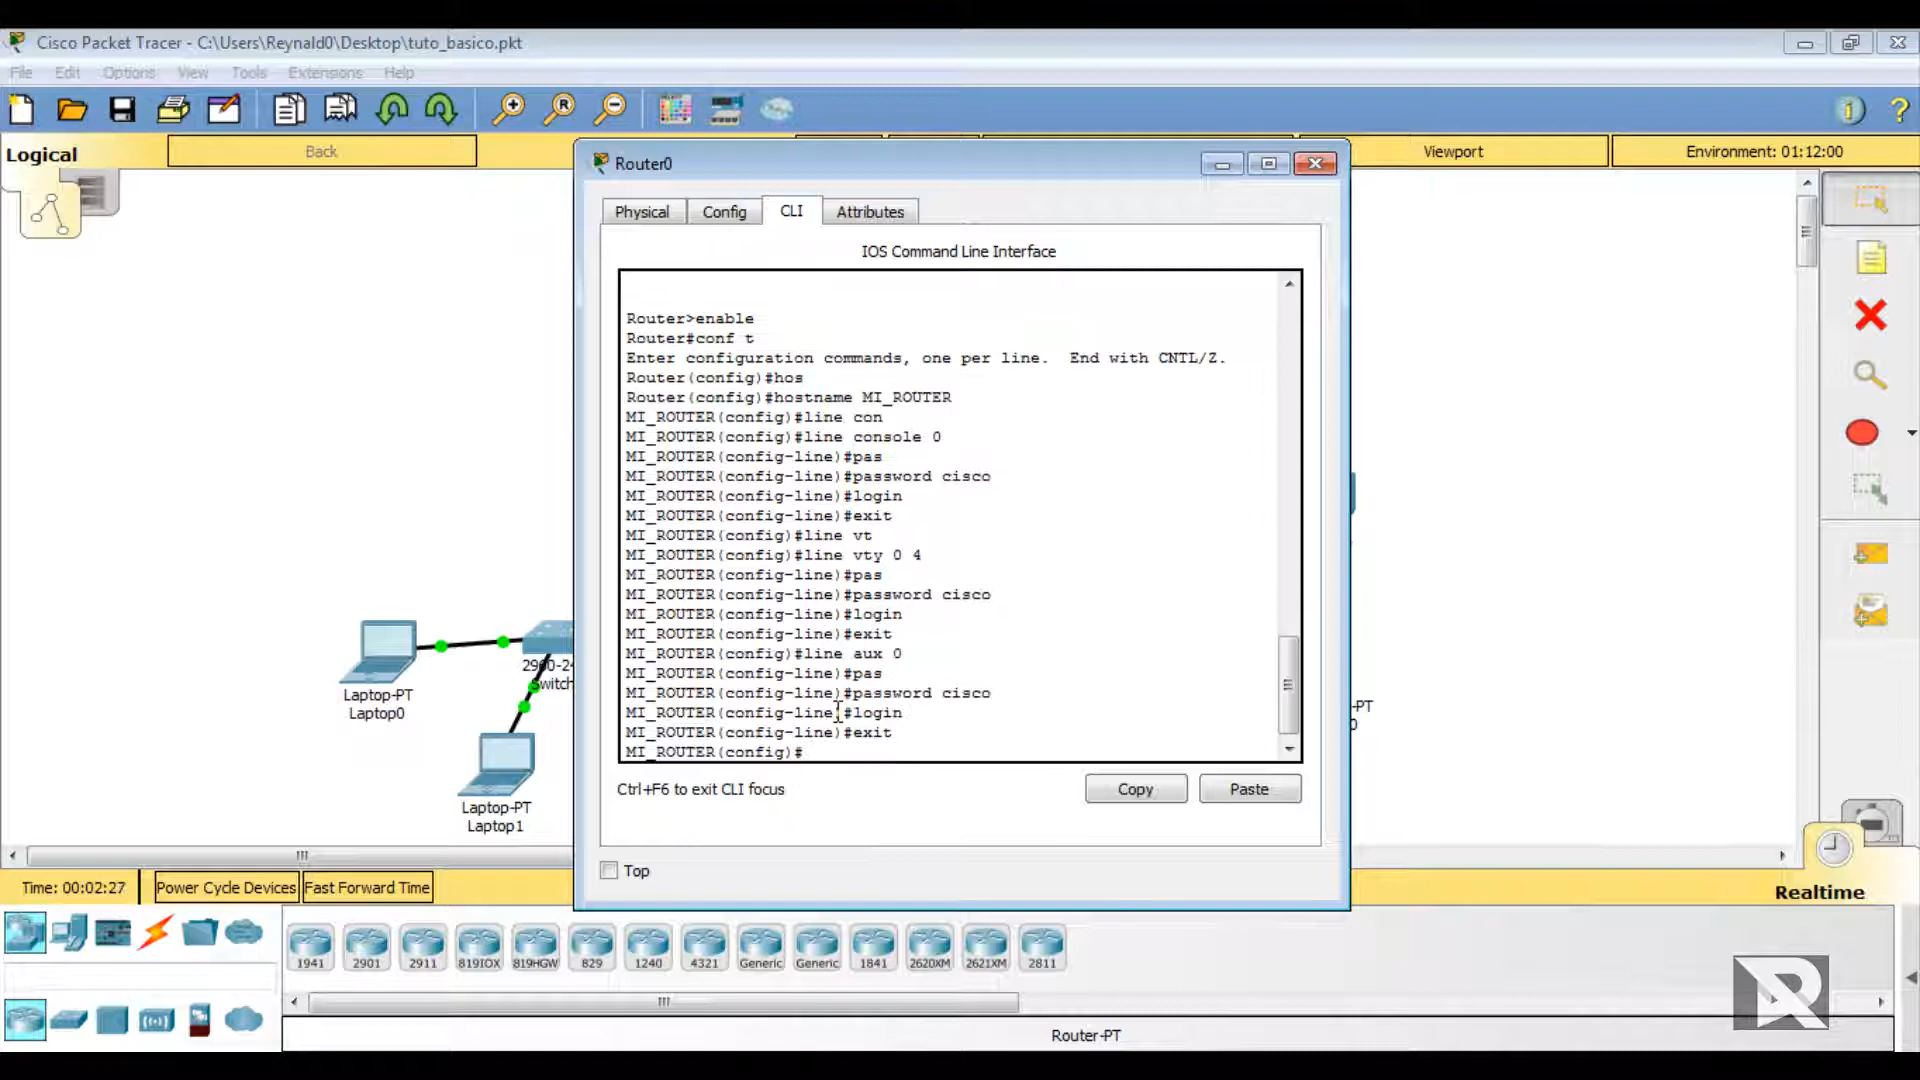 Cisco Packet Tracer - C:\Users\Reynald0\Desktop\tuto_basico.pkt
File Edit Options View Tools Extensions Help
Logical
Back
Viewport
Environment: 01:12:00
Router0
Physical Config CLI Attributes
IOS Command Line Interface
Router>enable
Router#conf t
Enter configuration commands, one per line.  End with CNTL/Z.
Router(config)#hos
Router(config)#hostname MI_ROUTER
MI_ROUTER(config)#line con
MI_ROUTER(config)#line console 0
MI_ROUTER(config-line)#pas
MI_ROUTER(config-line)#password cisco
MI_ROUTER(config-line)#login
MI_ROUTER(config-line)#exit
MI_ROUTER(config)#line vt
MI_ROUTER(config)#line vty 0 4
MI_ROUTER(config-line)#pas
MI_ROUTER(config-line)#password cisco
MI_ROUTER(config-line)#login
MI_ROUTER(config-line)#exit
MI_ROUTER(config)#line aux 0
MI_ROUTER(config-line)#pas
MI_ROUTER(config-line)#password cisco
MI_ROUTER(config-line)#login
MI_ROUTER(config-line)#exit
MI_ROUTER(config)#
Ctrl+F6 to exit CLI focus
Copy
Paste
Top
Laptop-PT
Laptop0
2960-24
Switch
Laptop-PT
Laptop1
-PT
0
Time: 00:02:27
Power Cycle Devices
Fast Forward Time
Realtime
1941 2901 2911 819IOX 819HGW 829 1240 4321 Generic Generic 1841 2620XM 2621XM 2811
Router-PT